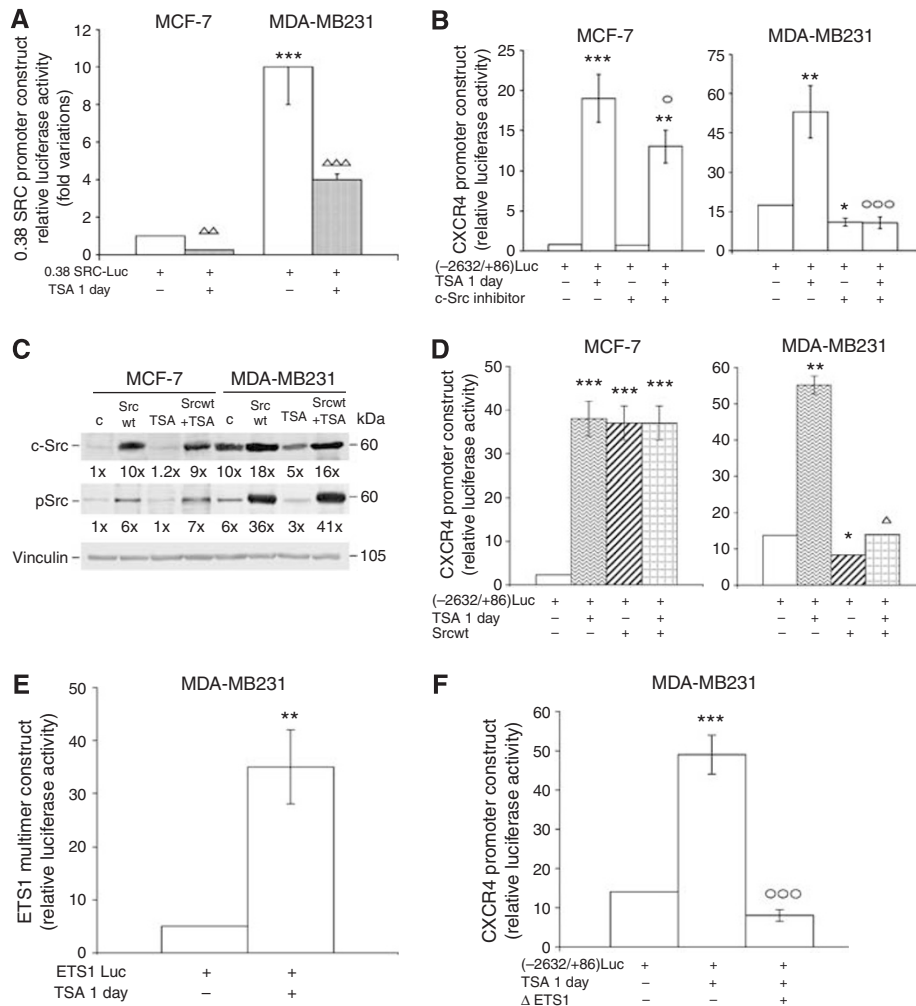 A
MCF-7
MDA-MB231
0.38 SRC promoter construct
relative luciferase activity
(fold variations)
12
10
8
6
4
2
0
***
△△
△△△
0.38 SRC-Luc + + + +
TSA 1 day – + – +
B
MCF-7
MDA-MB231
CXCR4 promoter construct
(relative luciferase activity)
25
20
15
10
5
0
***
**
75
60
45
30
15
0
**
*
(–2632/+86)Luc + + + + + + + +
TSA 1 day – + – + – + – +
c-Src inhibitor – – + + – – + +
C
MCF-7 MDA-MB231
c Src wt TSA Srcwt +TSA c Src wt TSA Srcwt +TSA kDa
c-Src 60
1x 10x 1.2x 9x 10x 18x 5x 16x
pSrc 60
1x 6x 1x 7x 6x 36x 3x 41x
Vinculin 105
D
MCF-7
MDA-MB231
CXCR4 promoter construct
(relative luciferase activity)
50
40
30
20
10
0
*** *** ***
60
50
40
30
20
10
0
**
*
△
(–2632/+86)Luc + + + + + + + +
TSA 1 day – + – + – + – +
Srcwt – – + + – – + +
E
MDA-MB231
ETS1 multimer construct
(relative luciferase activity)
50
40
30
20
10
0
**
ETS1 Luc + +
TSA 1 day – +
F
MDA-MB231
CXCR4 promoter construct
(relative luciferase activity)
60
50
40
30
20
10
0
***
(–2632/+86)Luc + + +
TSA 1 day – + +
Δ ETS1 – – +